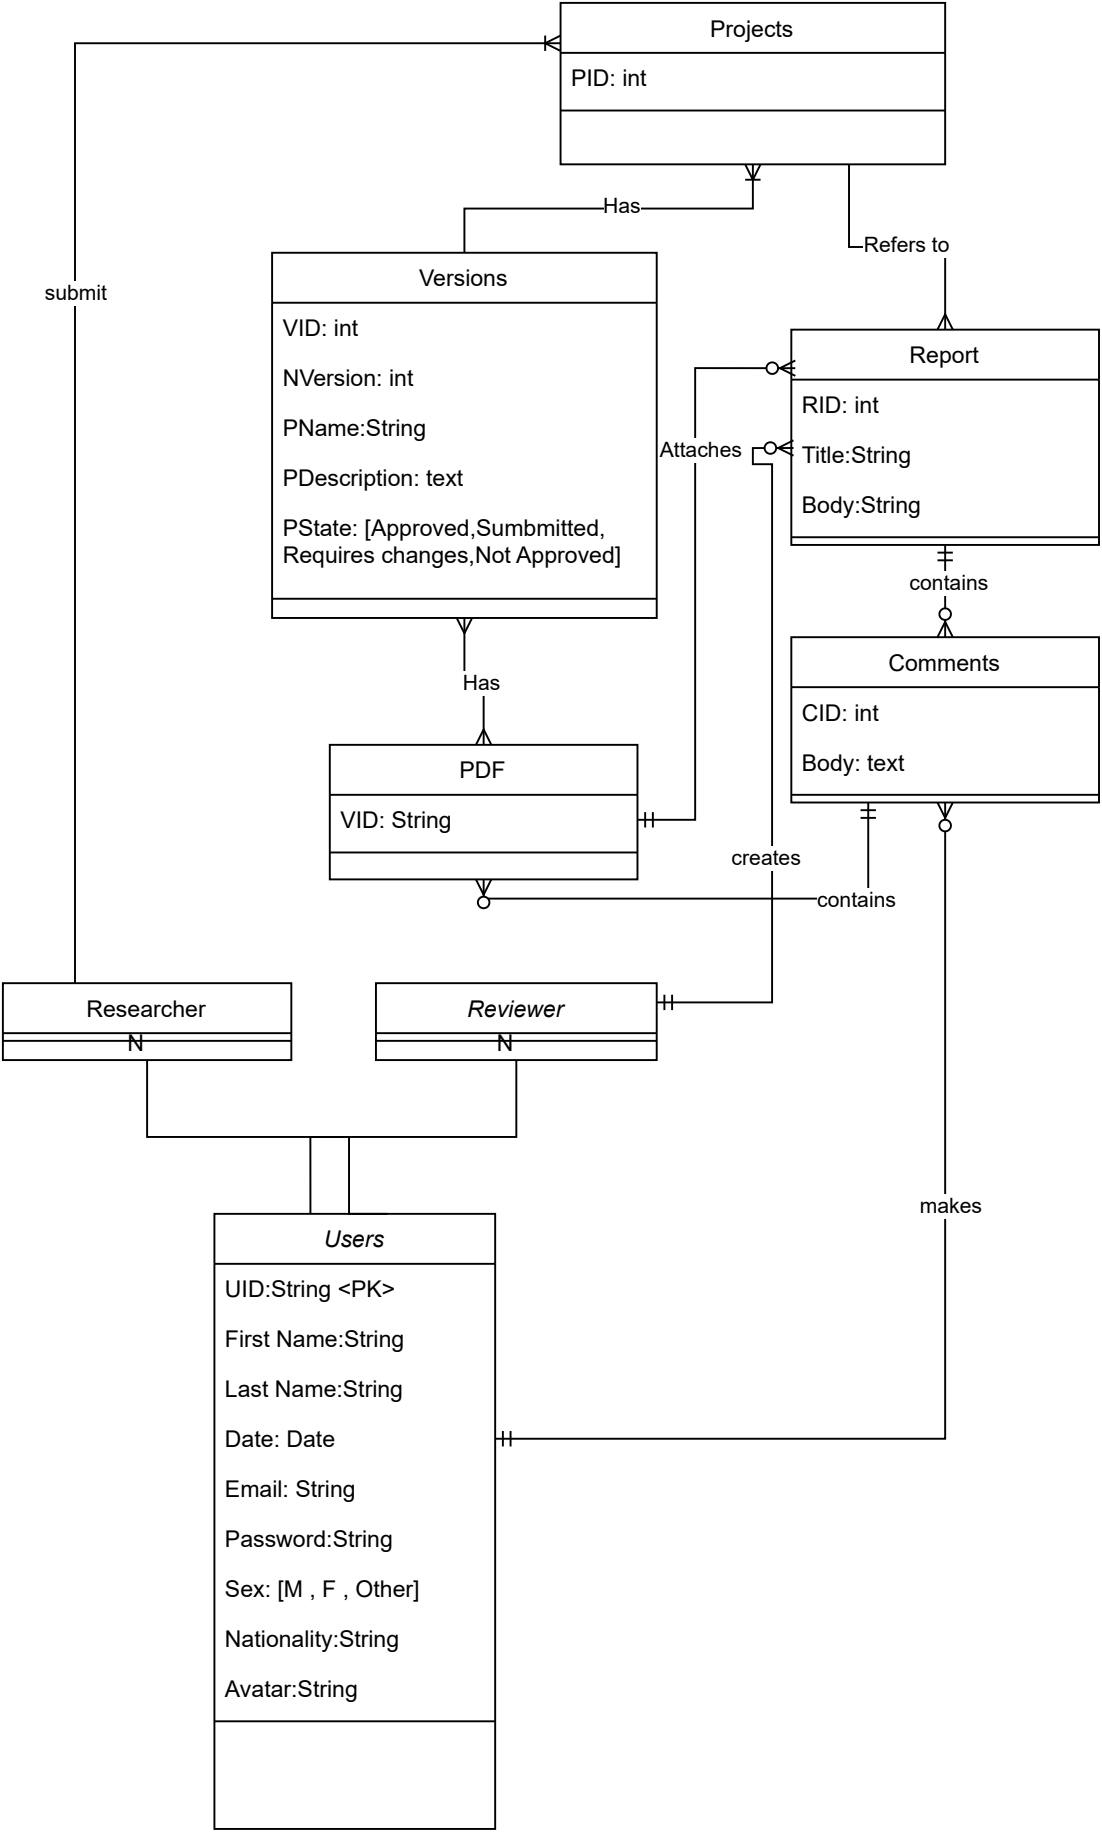 Projects
PID: int
Has
Refers to
submit
Versions
VID: int
NVersion: int
PName:String
PDescription: text
PState: [Approved,Sumbmitted,
Requires changes,Not Approved]
Report
RID: int
Title:String
Body:String
Attaches
contains
Has
Comments
CID: int
Body: text
PDF
VID: String
creates
contains
Researcher
N
Reviewer
N
makes
Users
UID:String <PK>
First Name:String
Last Name:String
Date: Date
Email: String
Password:String
Sex: [M , F , Other]
Nationality:String
Avatar:String